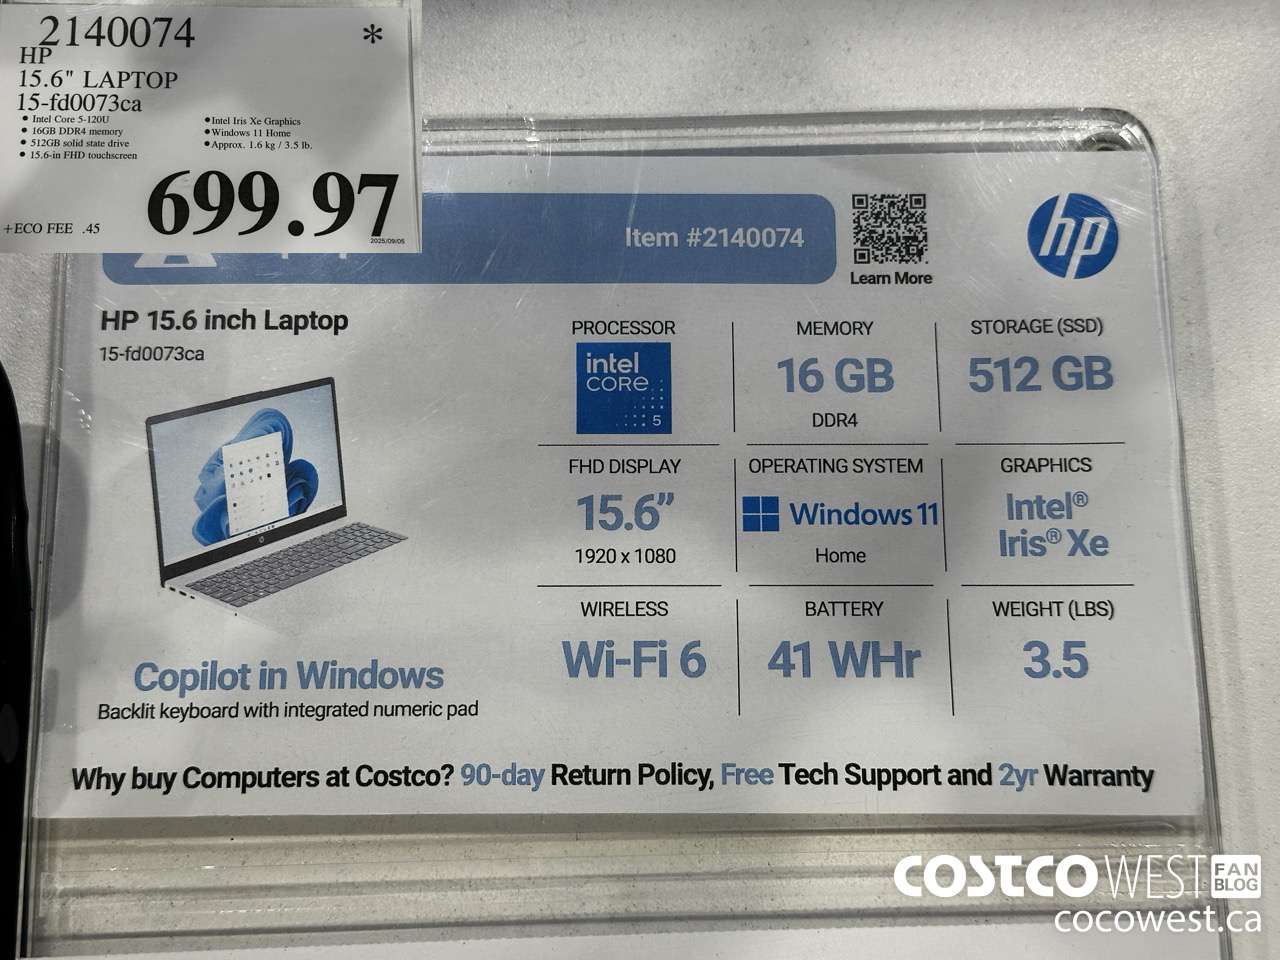 2140074 *
HP
15.6" LAPTOP
15-fd0073ca
• Intel Core 5-120U
• 16GB DDR4 memory
• 512GB solid state drive
• 15.6-in FHD touchscreen
• Intel Iris Xe Graphics
• Windows 11 Home
• Approx. 1.6 kg / 3.5 lb.
699.97
+ECO FEE .45
2025/09/05
Item #2140074
Learn More
hp
HP 15.6 inch Laptop
15-fd0073ca
PROCESSOR
intel
CORE
5
MEMORY
16 GB
DDR4
STORAGE (SSD)
512 GB
FHD DISPLAY
15.6”
1920 x 1080
OPERATING SYSTEM
Windows 11
Home
GRAPHICS
Intel®
Iris® Xe
WIRELESS
Wi-Fi 6
BATTERY
41 WHr
WEIGHT (LBS)
3.5
Copilot in Windows
Backlit keyboard with integrated numeric pad
Why buy Computers at Costco? 90-day Return Policy, Free Tech Support and 2yr Warranty
COSTCO WEST FAN BLOG
cocowest.ca